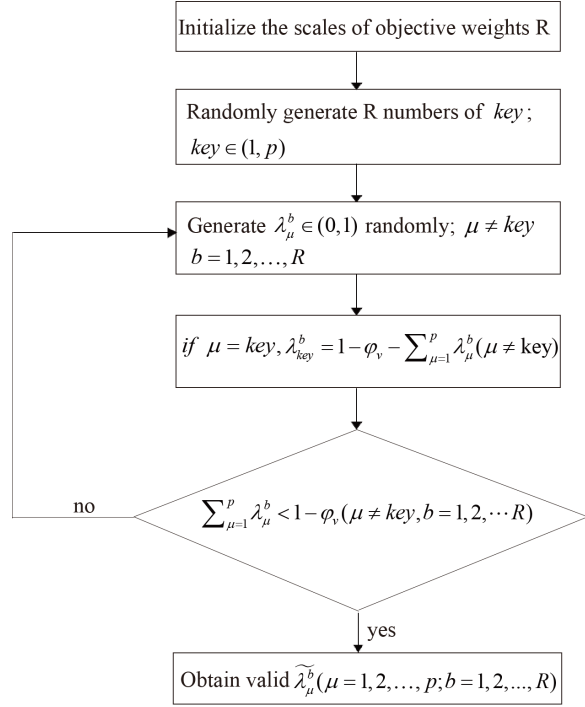 Initialize the scales of objective weights R
Randomly generate R numbers of key;
key ∈ (1, p)
Generate λ_μ^b ∈ (0,1) randomly; μ ≠ key
b = 1, 2, …, R
if μ = key, λ_key^b = 1 − φ_v − ∑_{μ=1}^p λ_μ^b (μ ≠ key)
∑_{μ=1}^p λ_μ^b < 1 − φ_v (μ ≠ key, b = 1, 2, ⋯ R)
no
yes
Obtain valid \widetilde{λ_μ^b} (μ = 1, 2, …, p; b = 1, 2, ..., R)